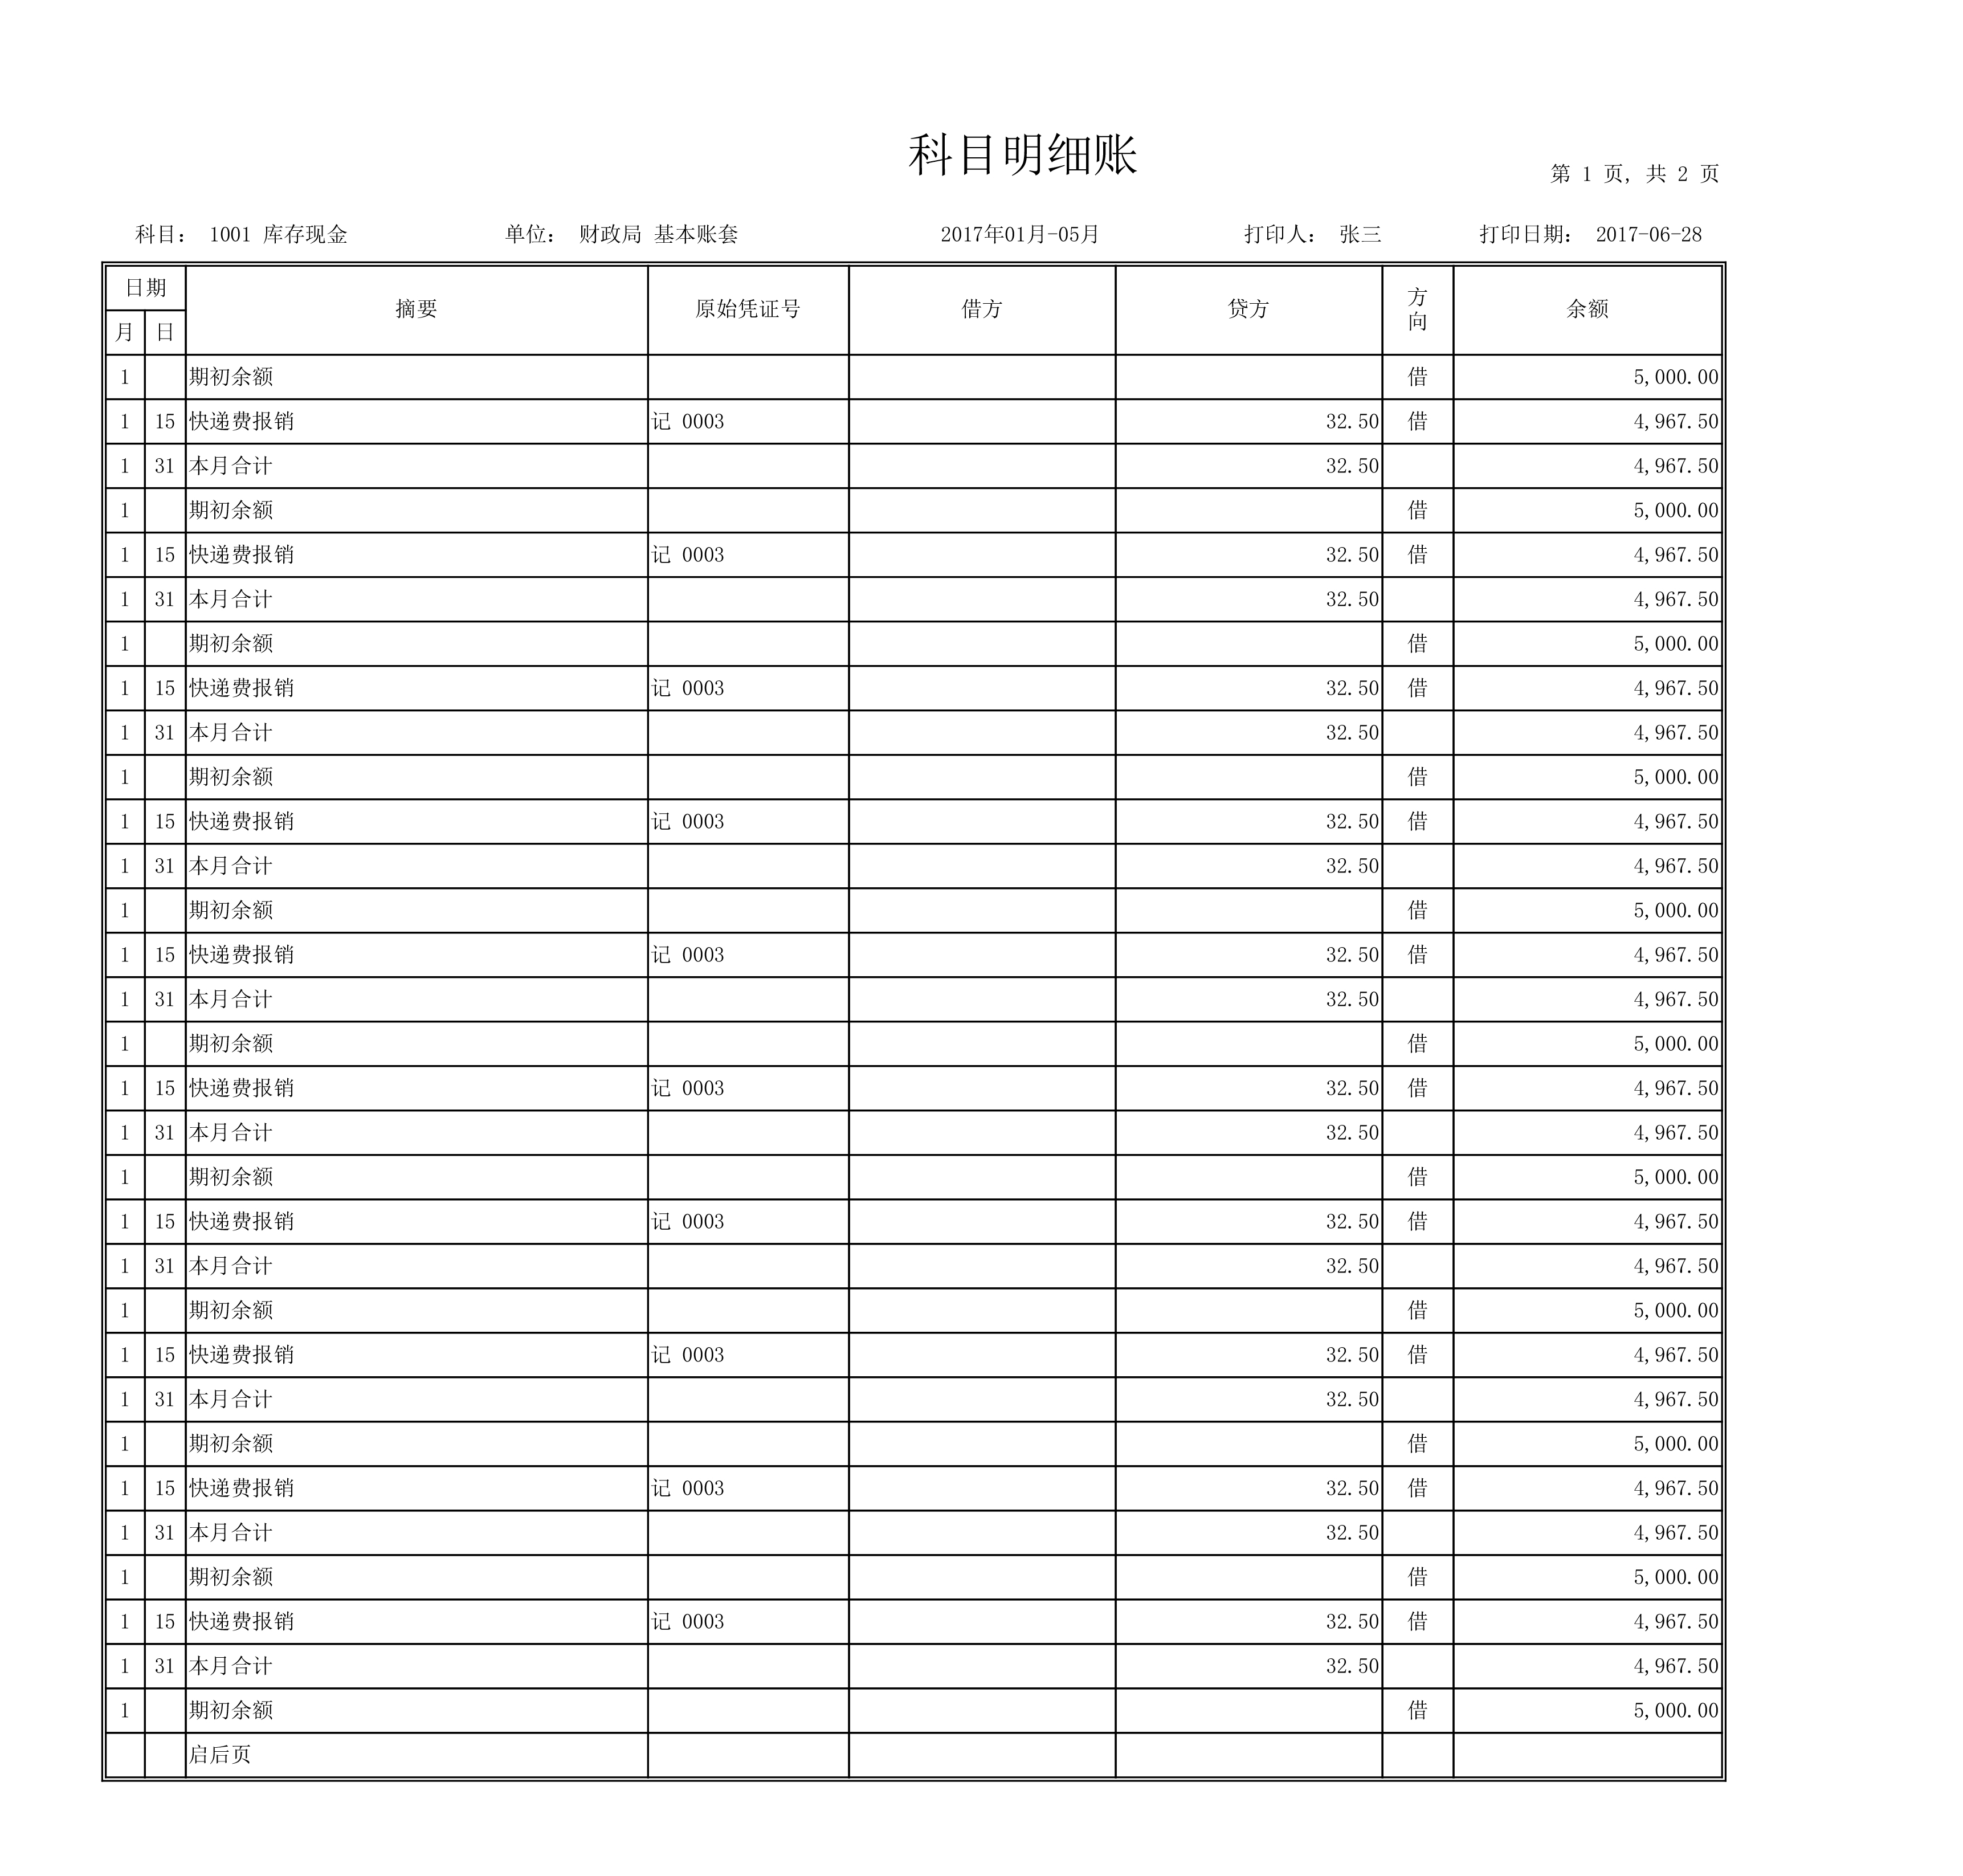 科目明细账
第 1 页, 共 2 页
科目: 1001 库存现金 单位: 财政局 基本账套 2017年01月-05月 打印人: 张三 打印日期: 2017-06-28
日期 摘要 原始凭证号 借方 贷方 方向 余额
月 日
1 期初余额 借 5,000.00
1 15 快递费报销 记 0003 32.50 借 4,967.50
1 31 本月合计 32.50 4,967.50
1 期初余额 借 5,000.00
1 15 快递费报销 记 0003 32.50 借 4,967.50
1 31 本月合计 32.50 4,967.50
1 期初余额 借 5,000.00
1 15 快递费报销 记 0003 32.50 借 4,967.50
1 31 本月合计 32.50 4,967.50
1 期初余额 借 5,000.00
1 15 快递费报销 记 0003 32.50 借 4,967.50
1 31 本月合计 32.50 4,967.50
1 期初余额 借 5,000.00
1 15 快递费报销 记 0003 32.50 借 4,967.50
1 31 本月合计 32.50 4,967.50
1 期初余额 借 5,000.00
1 15 快递费报销 记 0003 32.50 借 4,967.50
1 31 本月合计 32.50 4,967.50
1 期初余额 借 5,000.00
1 15 快递费报销 记 0003 32.50 借 4,967.50
1 31 本月合计 32.50 4,967.50
1 期初余额 借 5,000.00
1 15 快递费报销 记 0003 32.50 借 4,967.50
1 31 本月合计 32.50 4,967.50
1 期初余额 借 5,000.00
1 15 快递费报销 记 0003 32.50 借 4,967.50
1 31 本月合计 32.50 4,967.50
1 期初余额 借 5,000.00
1 15 快递费报销 记 0003 32.50 借 4,967.50
1 31 本月合计 32.50 4,967.50
1 期初余额 借 5,000.00
启后页